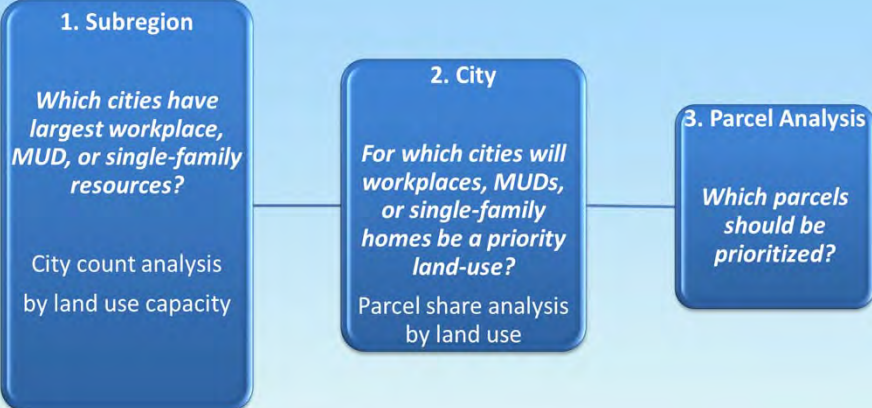 1. Subregion
Which cities have
largest workplace,
MUD, or single-family
resources?
City count analysis
by land use capacity
2. City
For which cities will
workplaces, MUDs,
or single-family
homes be a priority
land-use?
Parcel share analysis
by land use
3. Parcel Analysis
Which parcels
should be
prioritized?